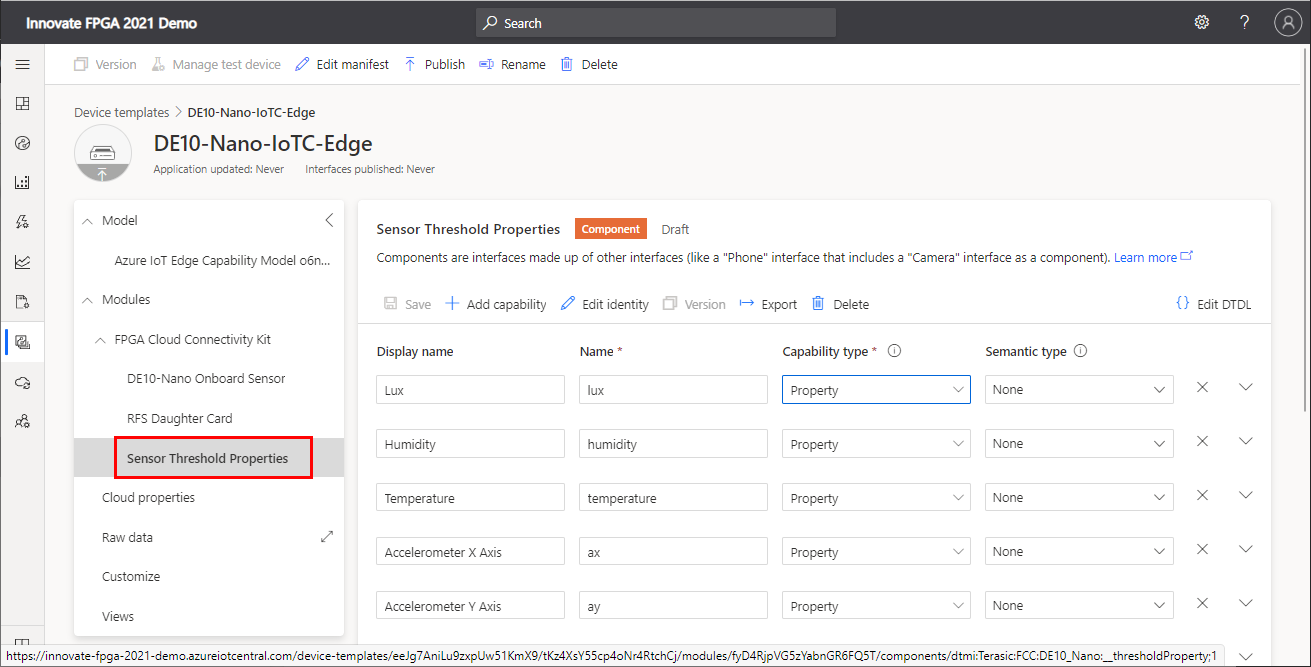 Innovate FPGA 2021 Demo
Search
?
Version
Manage test device
Edit manifest
Publish
Rename
Delete
Device templates > DE10-Nano-IoTC-Edge
DE10-Nano-IoTC-Edge
Application updated: Never
Interfaces published: Never
Model
Azure IoT Edge Capability Model o6n...
Modules
FPGA Cloud Connectivity Kit
DE10-Nano Onboard Sensor
RFS Daughter Card
Sensor Threshold Properties
Cloud properties
Raw data
Customize
Views
Sensor Threshold Properties
Component
Draft
Components are interfaces made up of other interfaces (like a "Phone" interface that includes a "Camera" interface as a component). Learn more
Save
Add capability
Edit identity
Version
Export
Delete
{} Edit DTDL
Display name
Name *
Capability type *
Semantic type
Lux
lux
Property
None
Humidity
humidity
Property
None
Temperature
temperature
Property
None
Accelerometer X Axis
ax
Property
None
Accelerometer Y Axis
ay
Property
None
https://innovate-fpga-2021-demo.azureiotcentral.com/device-templates/eeJg7AniLu9zxpUw51KmX9/tKz4XsY55cp4oNr4RtchCj/modules/fyD4RjpVG5zYabnGR6FQ5T/components/dtmi:Terasic:FCC:DE10_Nano:__thresholdProperty;1